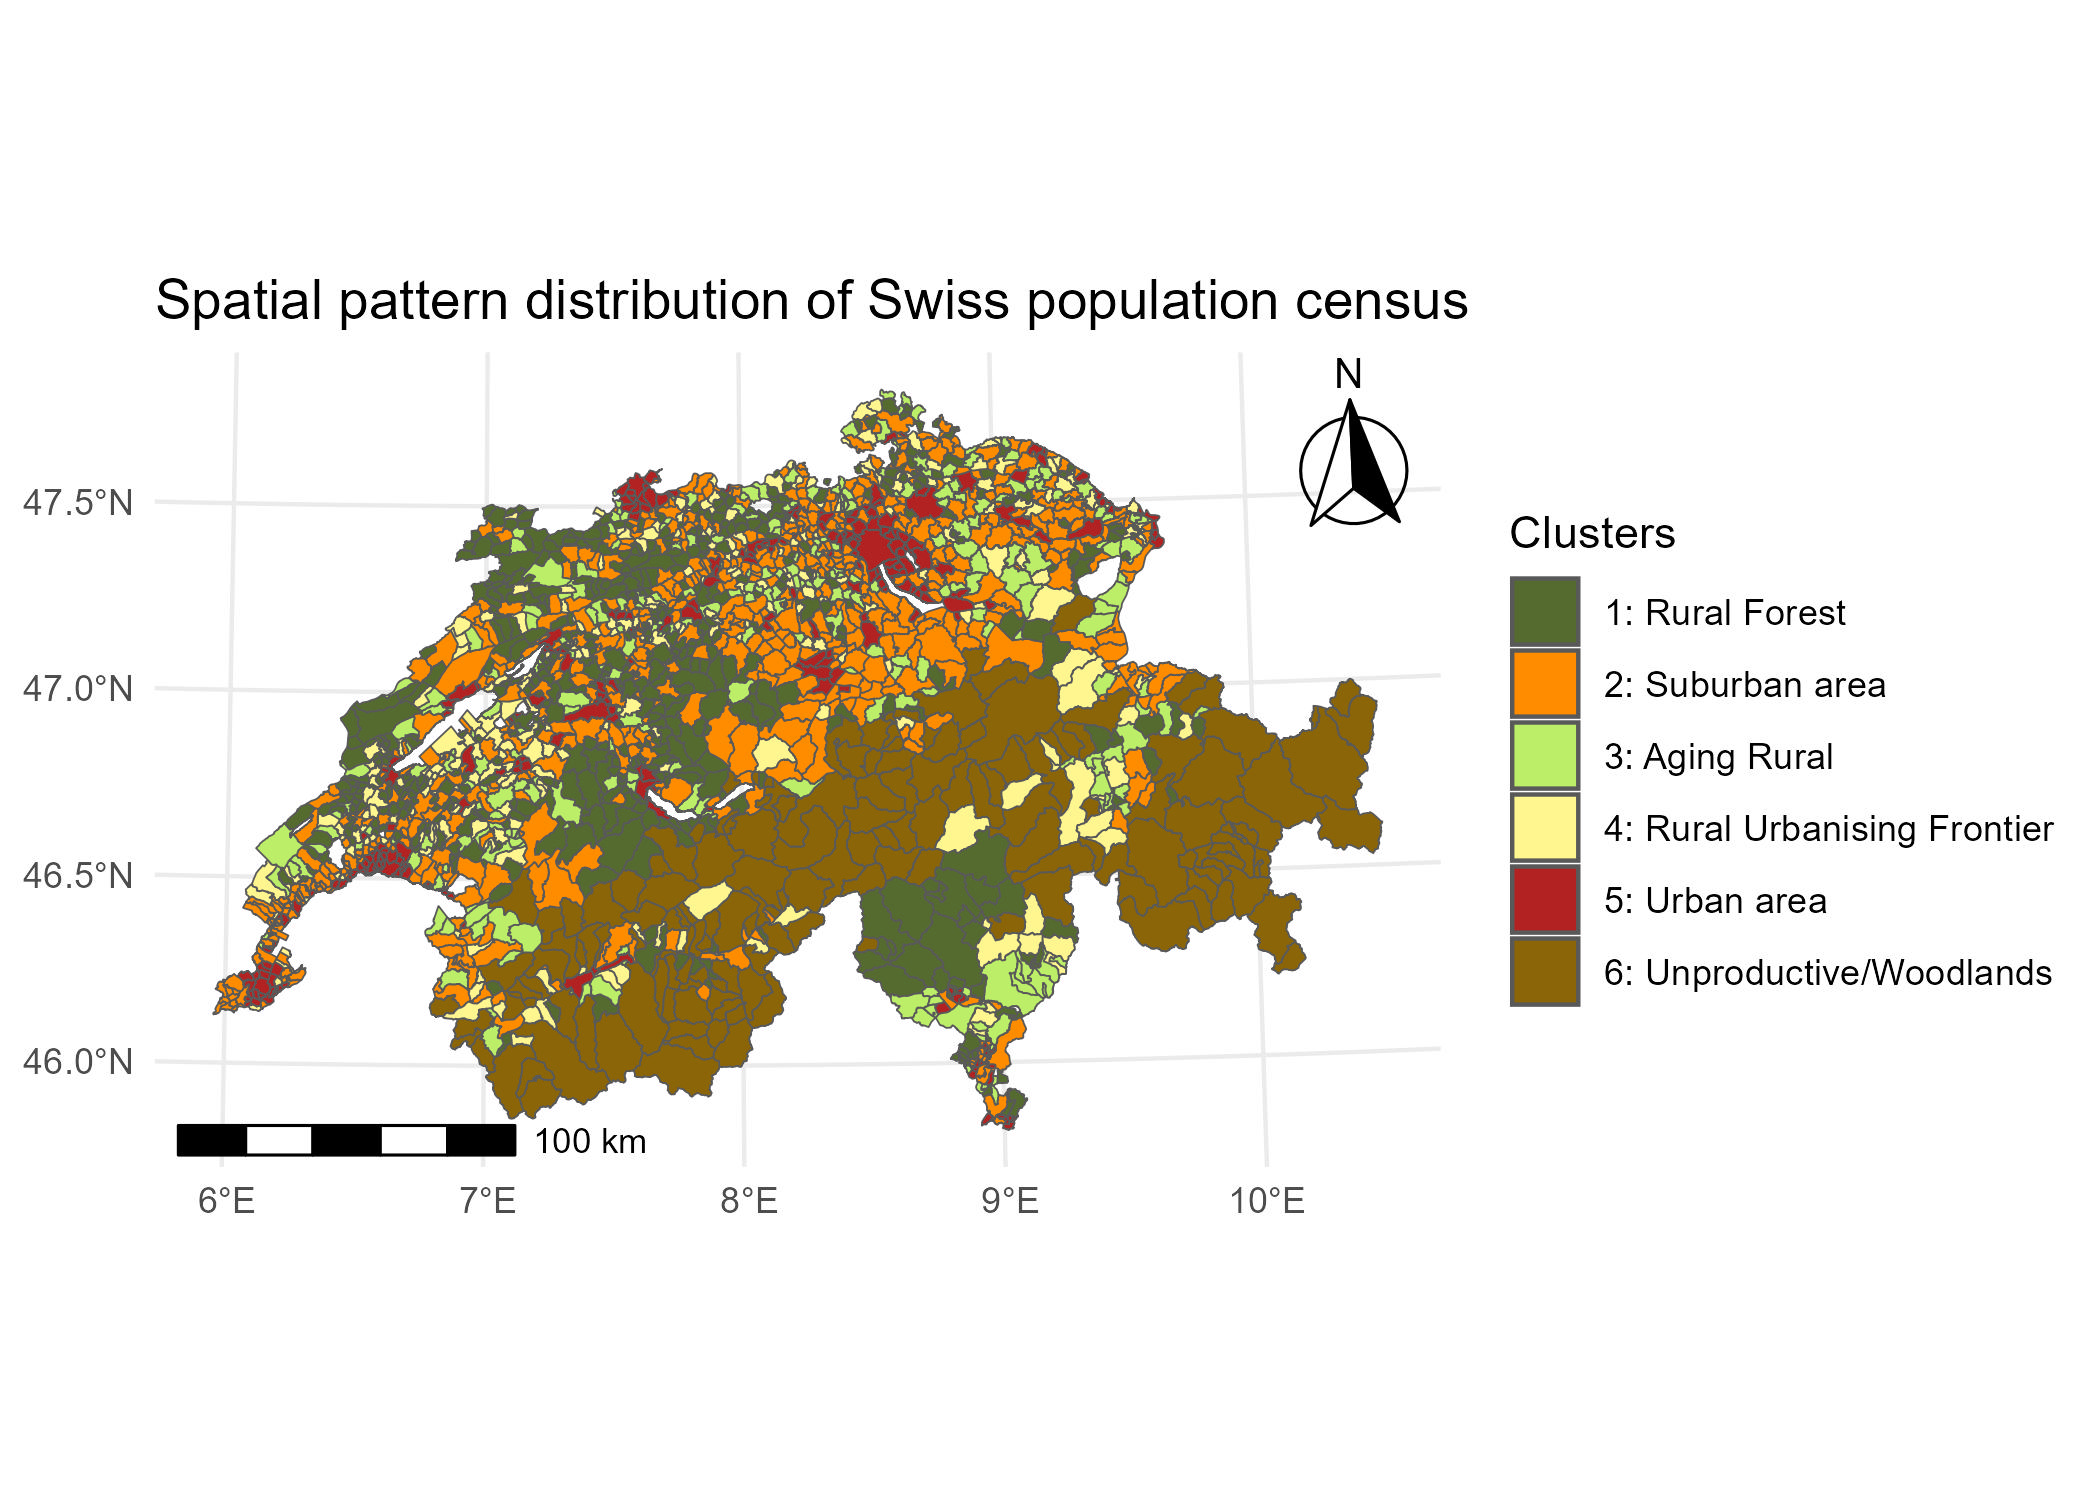 Spatial pattern distribution of Swiss population census
N
47.5°N
47.0°N
46.5°N
46.0°N
100 km
6°E
7°E
8°E
9°E
10°E
Clusters
1: Rural Forest
2: Suburban area
3: Aging Rural
4: Rural Urbanising Frontier
5: Urban area
6: Unproductive/Woodlands